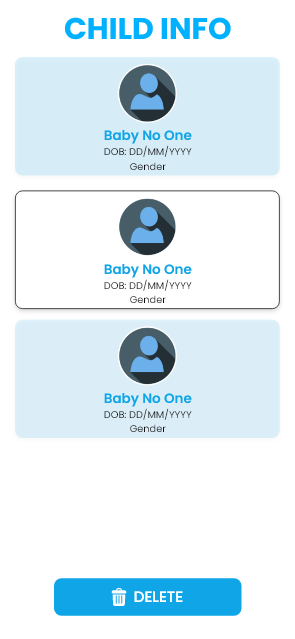 CHILD INFO
Baby No One
DOB: DD/MM/YYYY
Gender
Baby No One
DOB: DD/MM/YYYY
Gender
Baby No One
DOB: DD/MM/YYYY
Gender
DELETE